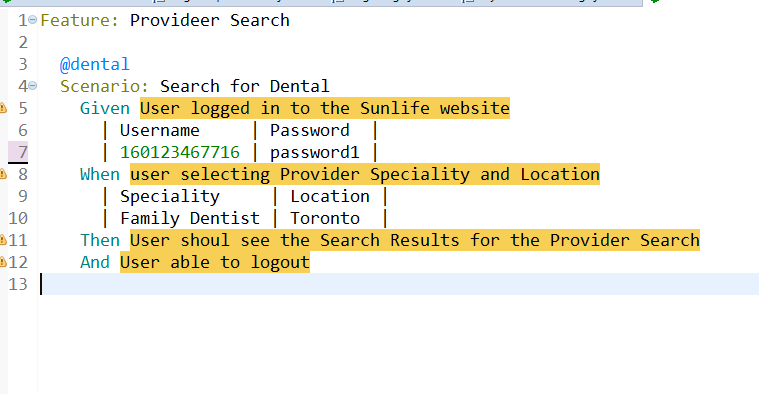 1 Feature: Provideer Search
2
3 @dental
4 Scenario: Search for Dental
5 Given User logged in to the Sunlife website
6 | Username | Password |
7 | 160123467716 | password1 |
8 When user selecting Provider Speciality and Location
9 | Speciality | Location |
10 | Family Dentist | Toronto |
11 Then User shoul see the Search Results for the Provider Search
12 And User able to logout
13